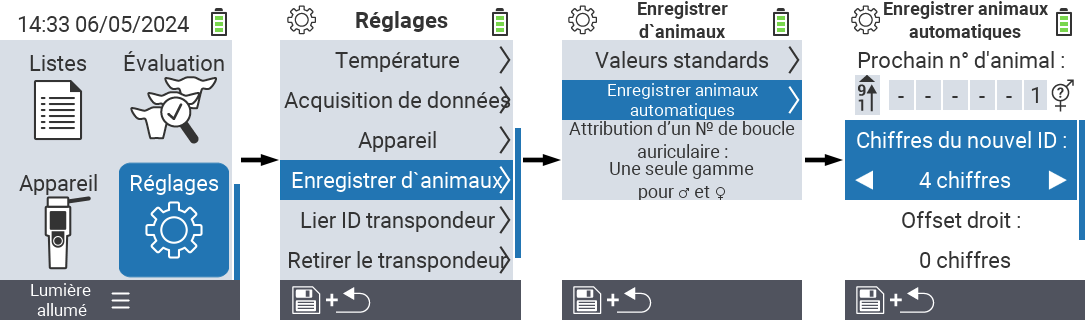 14:33 06/05/2024
Listes
Évaluation
Appareil
Réglages
Lumière
allumé
Réglages
Température
Acquisition de données
Appareil
Enregistrer d`animaux
Lier ID transpondeur
Retirer le transpondeur
+
Enregistrer
d`animaux
Valeurs standards
Enregistrer animaux
automatiques
Attribution d’un № de boucle
auriculaire :
Une seule gamme
pour ♂ et ♀
+
Enregistrer animaux
automatiques
Prochain n° d'animal :
9
1
- - - - - 1
?
Chiffres du nouvel ID :
4 chiffres
Offset droit :
0 chiffres
+